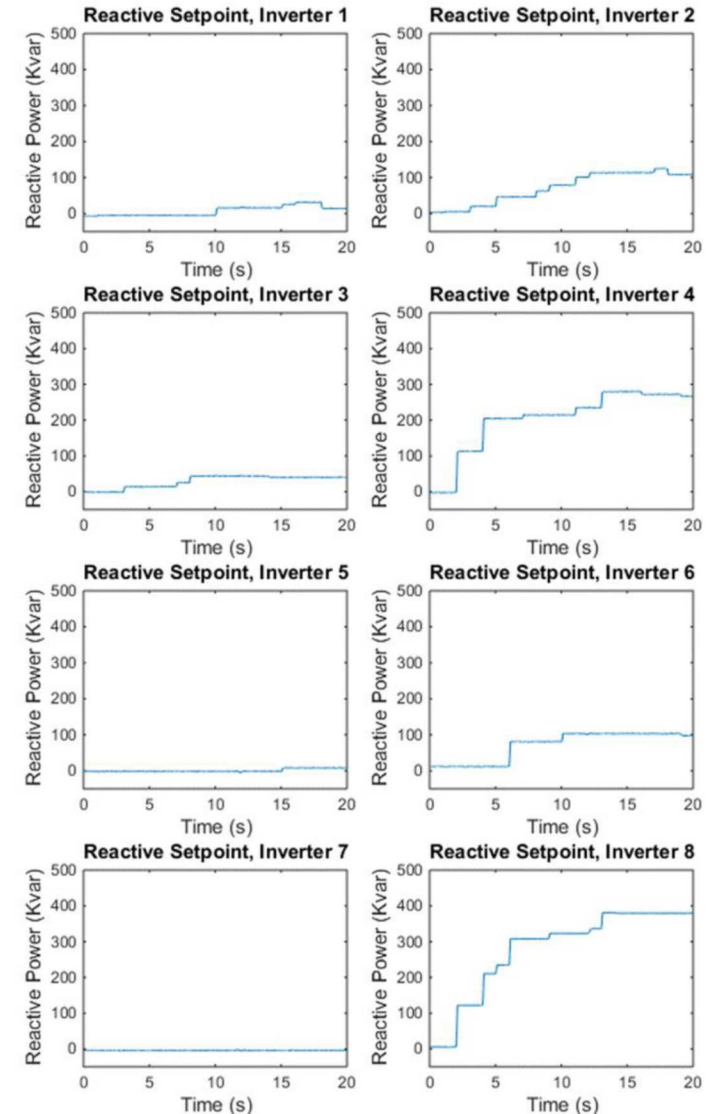 Reactive Setpoint, Inverter 1
Reactive Power (Kvar)
500
400
300
200
100
0
0 5 10 15 20
Time (s)
Reactive Setpoint, Inverter 2
Reactive Power (Kvar)
500
400
300
200
100
0
0 5 10 15 20
Time (s)
Reactive Setpoint, Inverter 3
Reactive Power (Kvar)
500
400
300
200
100
0
0 5 10 15 20
Time (s)
Reactive Setpoint, Inverter 4
Reactive Power (Kvar)
500
400
300
200
100
0
0 5 10 15 20
Time (s)
Reactive Setpoint, Inverter 5
Reactive Power (Kvar)
500
400
300
200
100
0
0 5 10 15 20
Time (s)
Reactive Setpoint, Inverter 6
Reactive Power (Kvar)
500
400
300
200
100
0
0 5 10 15 20
Time (s)
Reactive Setpoint, Inverter 7
Reactive Power (Kvar)
500
400
300
200
100
0
0 5 10 15 20
Time (s)
Reactive Setpoint, Inverter 8
Reactive Power (Kvar)
500
400
300
200
100
0
0 5 10 15 20
Time (s)